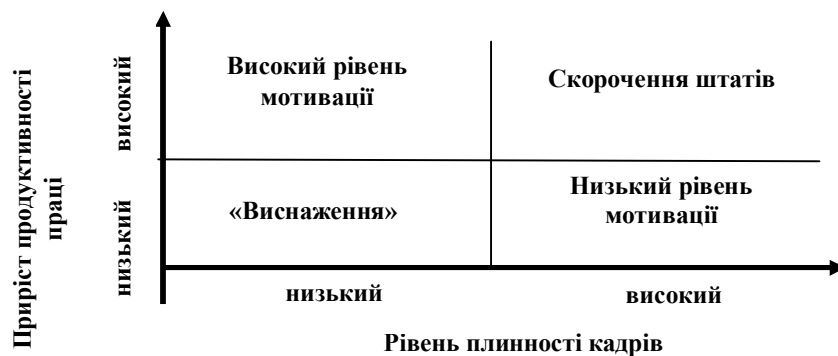 Приріст продуктивності
праці
високий
низький
Високий рівень
мотивації
Скорочення штатів
«Виснаження»
Низький рівень
мотивації
низький
високий
Рівень плинності кадрів